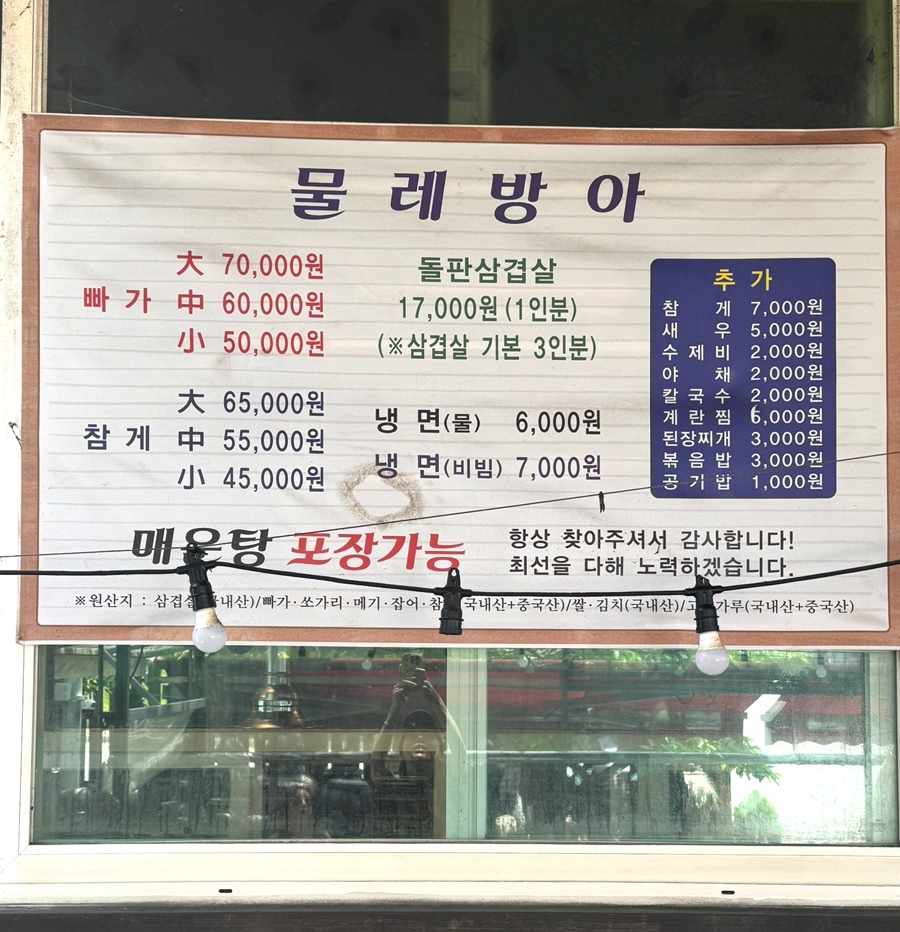 물레방아
빠가 大 70,000원
中 60,000원
小 50,000원
참게 大 65,000원
中 55,000원
小 45,000원
돌판삼겹살
17,000원 (1인분)
(※삼겹살 기본 3인분)
냉 면(물) 6,000원
냉 면(비빔) 7,000원
추 가
참 게 7,000원
새 우 5,000원
수 제 비 2,000원
야 채 2,000원
칼 국 수 2,000원
계 란 찜 6,000원
된장찌개 3,000원
볶 음 밥 3,000원
공 기 밥 1,000원
매운탕 포장가능
항상 찾아주셔서 감사합니다!
최선을 다해 노력하겠습니다.
※원산지 : 삼겹살(국내산)/빠가·쏘가리·메기·잡어·참게(국내산+중국산)/쌀·김치(국내산)/고춧가루(국내산+중국산)